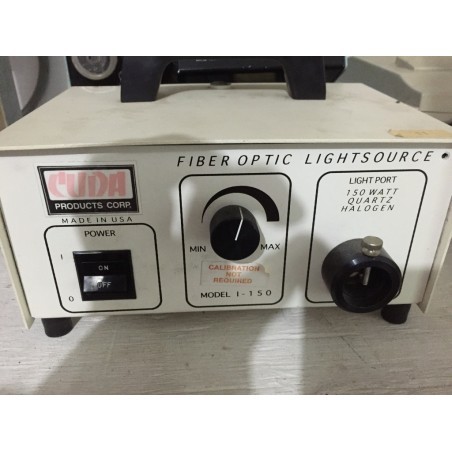 FIBER OPTIC LIGHTSOURCE
CUDA
PRODUCTS CORP.
MADE IN USA
POWER
I
ON
OFF
0
MIN
MAX
CALIBRATION
NOT
REQUIRED
MODEL I-150
LIGHT PORT
150 WATT
QUARTZ
HALOGEN